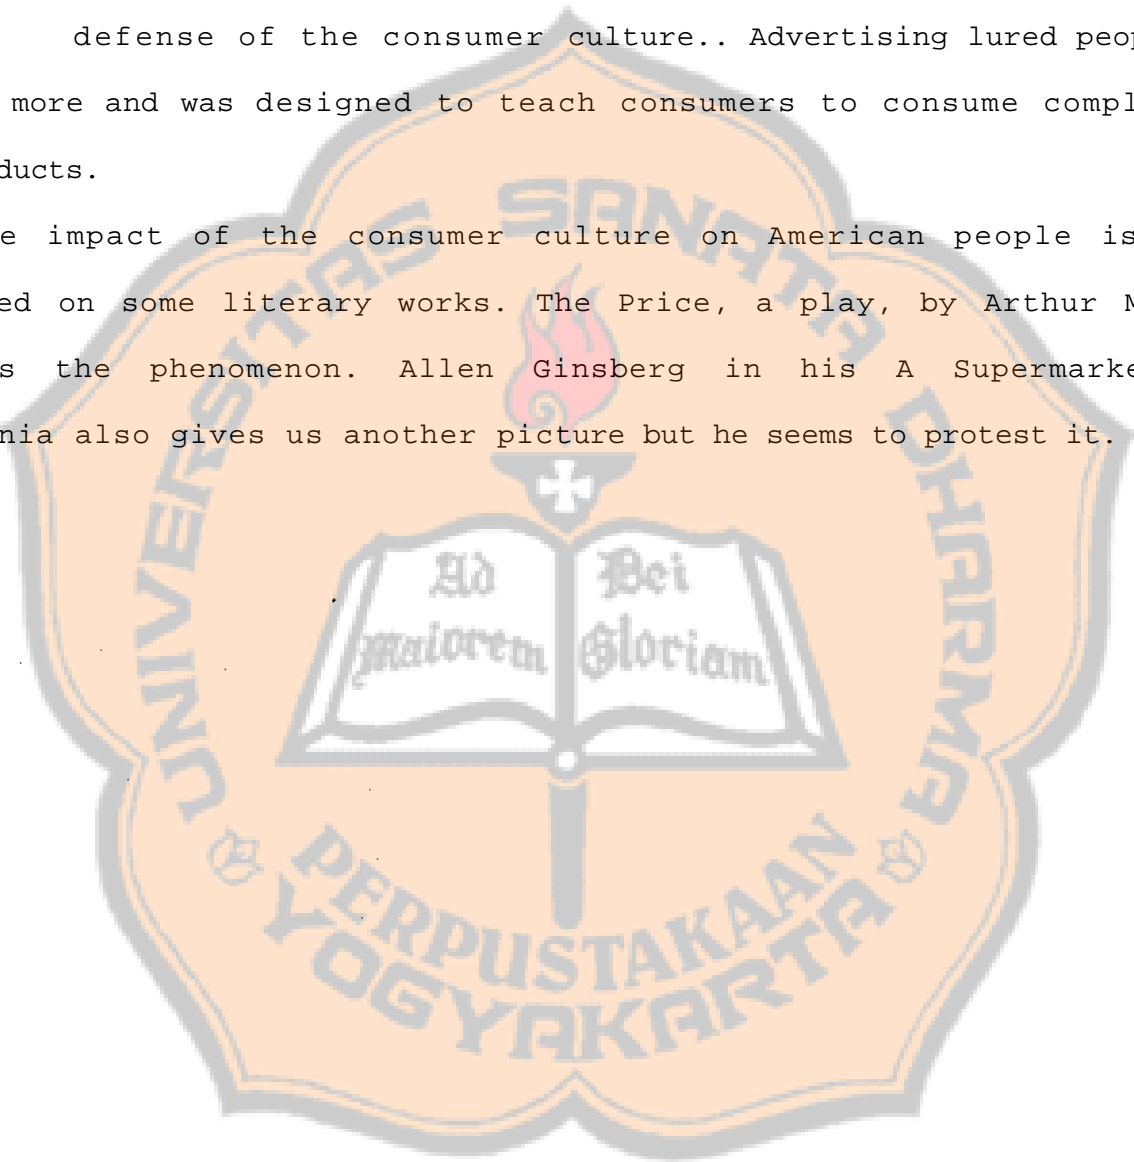 defense of the consumer culture.. Advertising lured peop
more and was designed to teach consumers to consume compl
ducts.
e impact of the consumer culture on American people is
ed on some literary works. The Price, a play, by Arthur M
s the phenomenon. Allen Ginsberg in his A Supermarke
nia also gives us another picture but he seems to protest it.
UNIVERSITAS SANATA DHARMA
Ad Dei
maiorem Gloriam
PERPUSTAKAAN
YOGYAKARTA